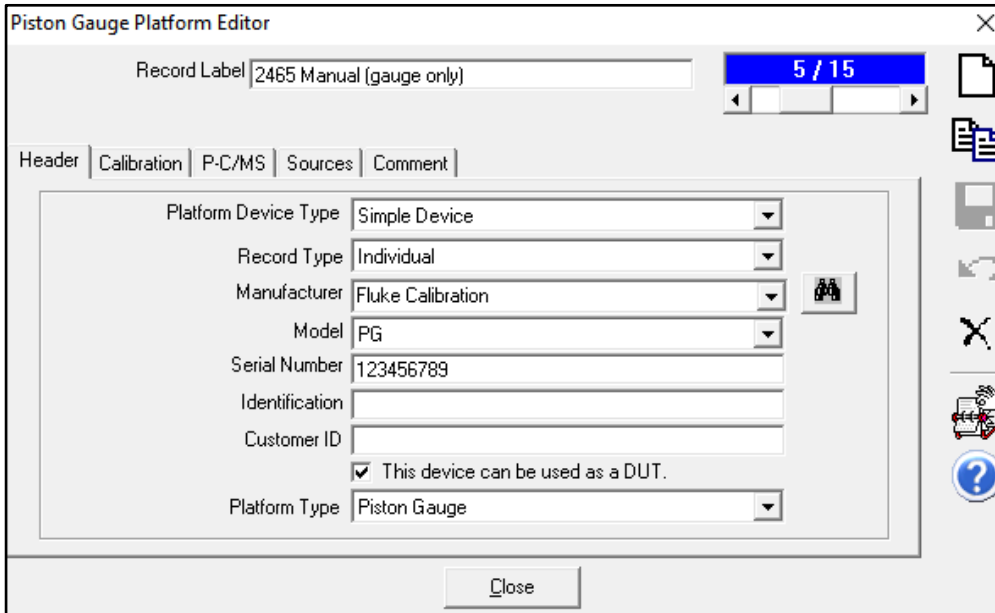 Piston Gauge Platform Editor
Record Label 2465 Manual (gauge only)
5 / 15
Header Calibration P-C/MS Sources Comment
Platform Device Type Simple Device
Record Type Individual
Manufacturer Fluke Calibration
Model PG
Serial Number 123456789
Identification
Customer ID
This device can be used as a DUT.
Platform Type Piston Gauge
Close